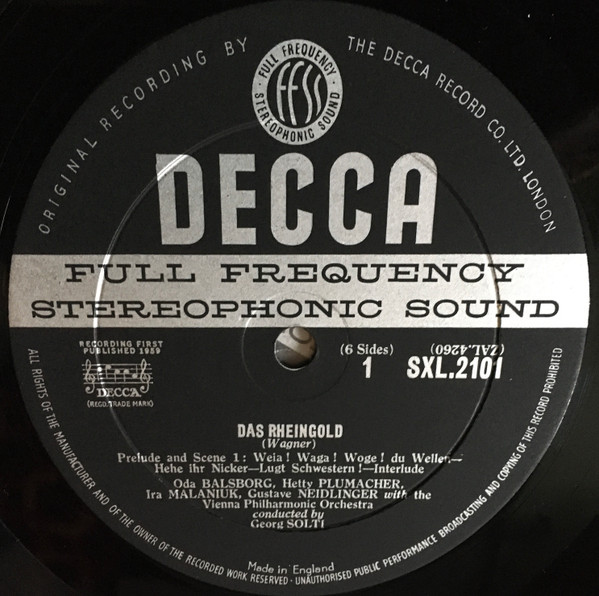 ORIGINAL RECORDING BY THE DECCA RECORD CO. LTD. LONDON
FULL FREQUENCY
ffss
STEREOPHONIC SOUND
DECCA
FULL FREQUENCY
STEREOPHONIC SOUND
RECORDING FIRST
PUBLISHED 1959
DECCA
(REGD. TRADE MARK)
(6 Sides)
1
(ZAL.4260)
SXL.2101
DAS RHEINGOLD
(Wagner)
Prelude and Scene 1: Weia! Waga! Woge! du Wellen—
Hehe ihr Nicker—Lugt Schwestern!—Interlude
Oda BALSBORG, Hetty PLUMACHER,
Ira MALANIUK, Gustave NEIDLINGER with the
Vienna Philharmonic Orchestra
conducted by
Georg SOLTI
Made in England
ALL RIGHTS OF THE MANUFACTURER AND OF THE OWNER OF THE RECORDED WORK RESERVED · UNAUTHORISED PUBLIC PERFORMANCE BROADCASTING AND COPYING OF THIS RECORD PROHIBITED